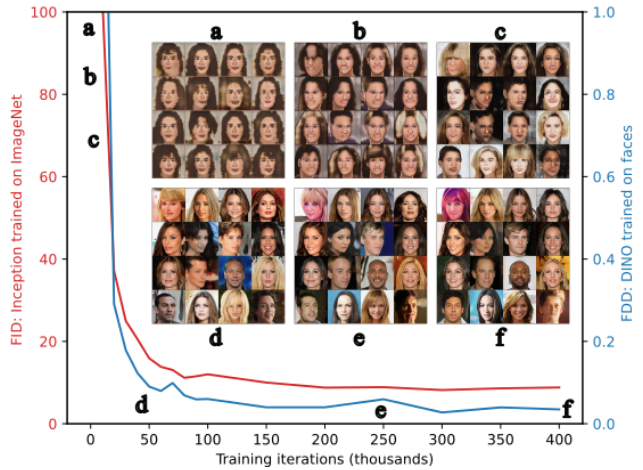 100
80
60
40
20
0
FID: Inception trained on ImageNet
a
b
c
a
b
c
d
e
f
d
e
f
0
50
100
150
200
250
300
350
400
Training iterations (thousands)
1.0
0.8
0.6
0.4
0.2
0.0
FDD: DINO trained on faces